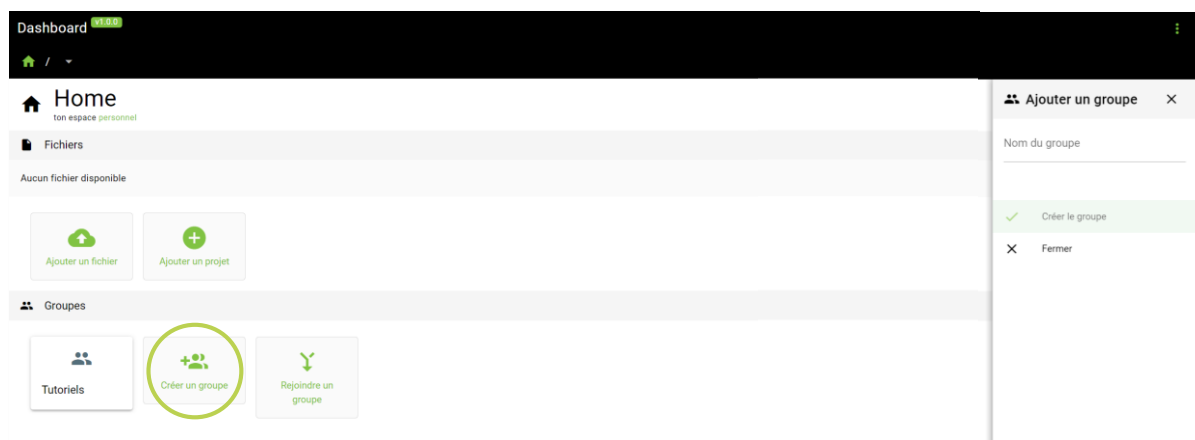 Dashboard v1.0.0
/
Home
ton espace personnel
Fichiers
Aucun fichier disponible
Ajouter un fichier
Ajouter un projet
Groupes
Tutoriels
Créer un groupe
Rejoindre un
groupe
Ajouter un groupe
Nom du groupe
Créer le groupe
Fermer